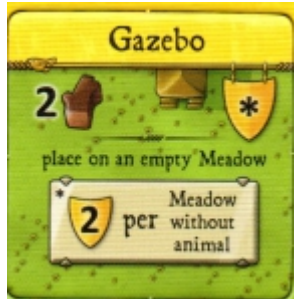 Gazebo
2
*
place on an empty Meadow
* 2 per Meadow
without
animal